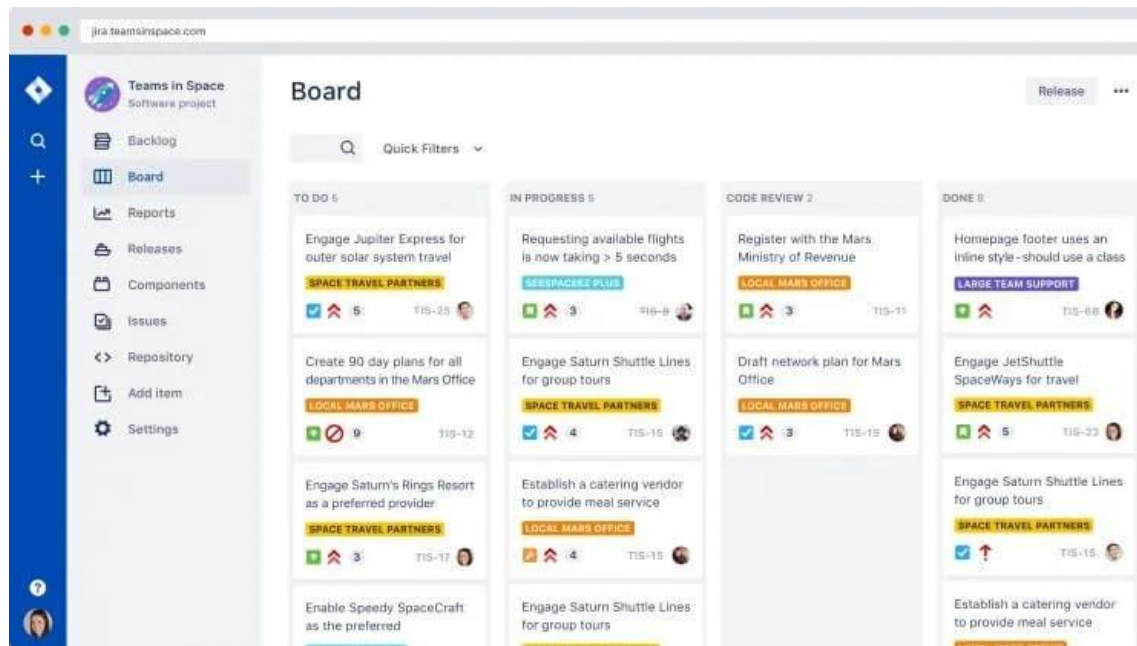 jira.teamsinspace.com
Teams in Space
Software project
Backlog
Board
Reports
Releases
Components
Issues
Repository
Add item
Settings
Board
Release
Quick Filters
TO DO 5
Engage Jupiter Express for
outer solar system travel
SPACE TRAVEL PARTNERS
5
TIS-25
Create 90 day plans for all
departments in the Mars Office
LOCAL MARS OFFICE
9
TIS-12
Engage Saturn's Rings Resort
as a preferred provider
SPACE TRAVEL PARTNERS
3
TIS-17
Enable Speedy SpaceCraft
as the preferred
IN PROGRESS 5
Requesting available flights
is now taking > 5 seconds
SEESPACEEZ PLUS
3
TIS-8
Engage Saturn Shuttle Lines
for group tours
SPACE TRAVEL PARTNERS
4
TIS-15
Establish a catering vendor
to provide meal service
LOCAL MARS OFFICE
4
TIS-15
Engage Saturn Shuttle Lines
for group tours
CODE REVIEW 2
Register with the Mars
Ministry of Revenue
LOCAL MARS OFFICE
3
TIS-11
Draft network plan for Mars
Office
LOCAL MARS OFFICE
3
TIS-15
DONE 8
Homepage footer uses an
inline style - should use a class
LARGE TEAM SUPPORT
TIS-68
Engage JetShuttle
SpaceWays for travel
SPACE TRAVEL PARTNERS
5
TIS-23
Engage Saturn Shuttle Lines
for group tours
SPACE TRAVEL PARTNERS
TIS-15
Establish a catering vendor
to provide meal service
?